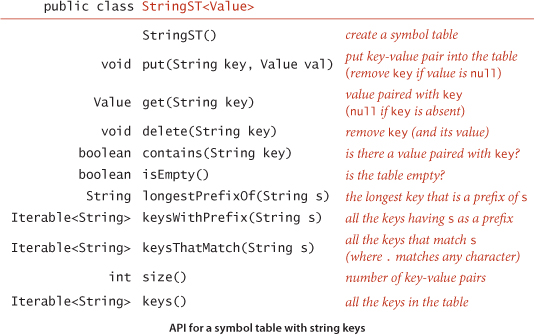 public class StringST<Value>
StringST() create a symbol table
void put(String key, Value val) put key-value pair into the table
(remove key if value is null)
Value get(String key) value paired with key
(null if key is absent)
void delete(String key) remove key (and its value)
boolean contains(String key) is there a value paired with key?
boolean isEmpty() is the table empty?
String longestPrefixOf(String s) the longest key that is a prefix of s
Iterable<String> keysWithPrefix(String s) all the keys having s as a prefix
Iterable<String> keysThatMatch(String s) all the keys that match s
(where . matches any character)
int size() number of key-value pairs
Iterable<String> keys() all the keys in the table
API for a symbol table with string keys